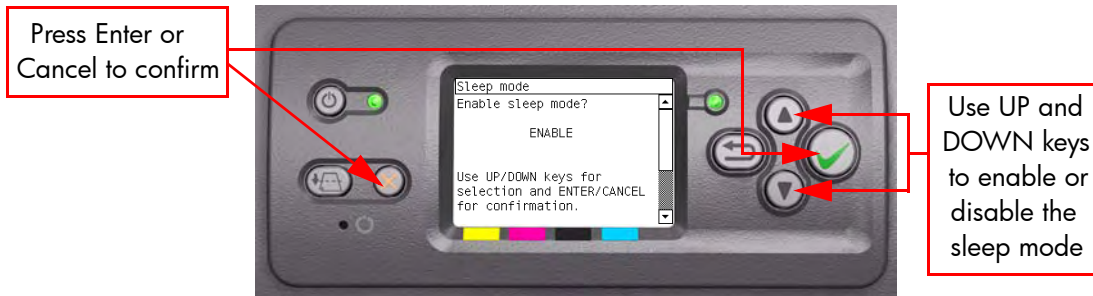 Press Enter or
Cancel to confirm
Sleep mode
Enable sleep mode?
ENABLE
Use UP/DOWN keys for
selection and ENTER/CANCEL
for confirmation.
Use UP and
DOWN keys
to enable or
disable the
sleep mode